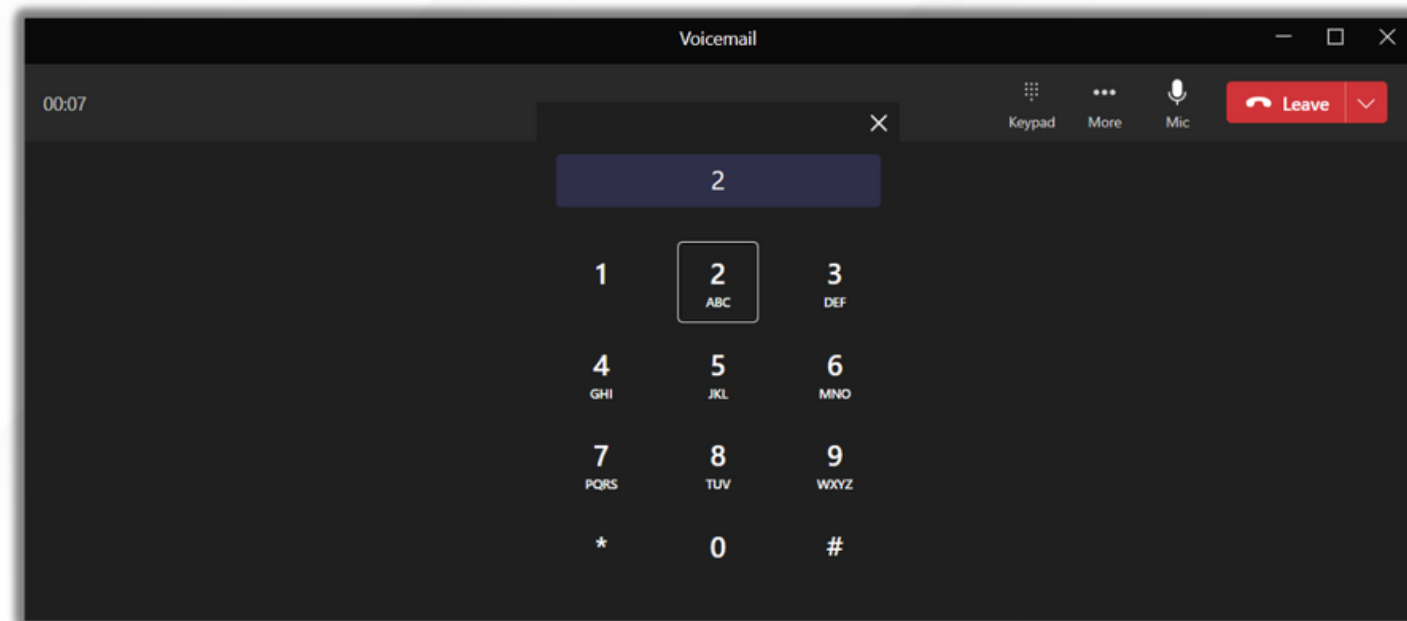 Voicemail
00:07
Keypad
More
Mic
Leave
2
1
2
ABC
3
DEF
4
GHI
5
JKL
6
MNO
7
PQRS
8
TUV
9
WXYZ
*
0
#